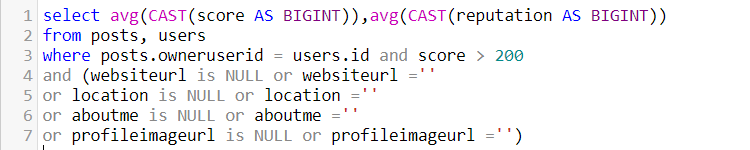 1 select avg(CAST(score AS BIGINT)),avg(CAST(reputation AS BIGINT))
2 from posts, users
3 where posts.owneruserid = users.id and score > 200
4 and (websiteurl is NULL or websiteurl =''
5 or location is NULL or location =''
6 or aboutme is NULL or aboutme =''
7 or profileimageurl is NULL or profileimageurl ='')